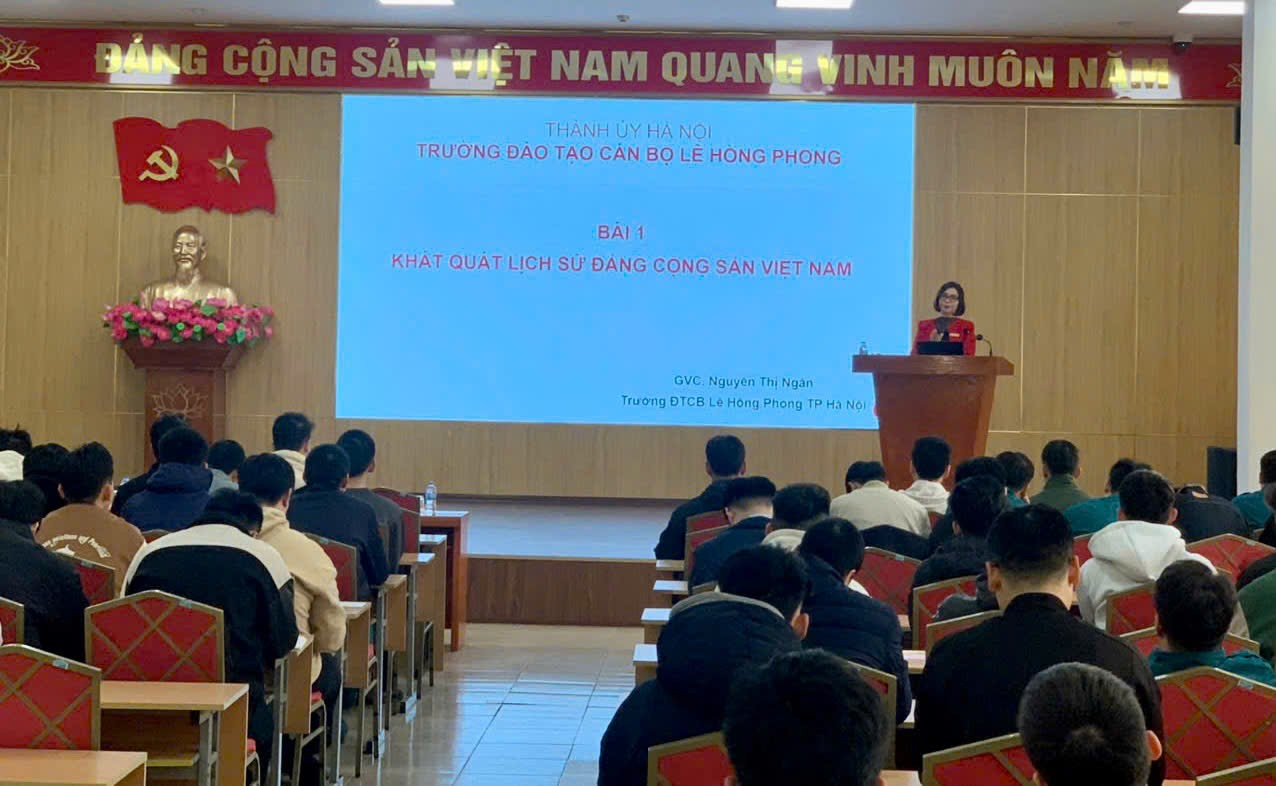 ĐẢNG CỘNG SẢN VIỆT NAM QUANG VINH MUÔN NĂM
THÀNH ỦY HÀ NỘI
TRƯỜNG ĐÀO TẠO CÁN BỘ LÊ HỒNG PHONG
BÀI 1
KHÁT QUÁT LỊCH SỬ ĐẢNG CỘNG SẢN VIỆT NAM
GVC. Nguyễn Thị Ngân
Trường ĐTCB Lê Hồng Phong TP Hà Nội